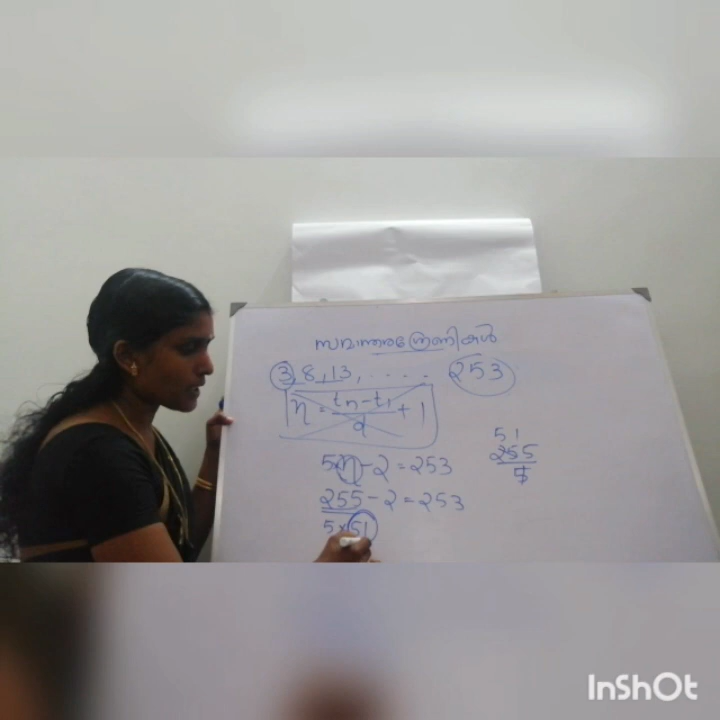 സമാന്തരശ്രേണികൾ
3, 8, 13, ..... 253
n = tn - t1 / d + 1
5×n - 2 = 253
255 - 2 = 253
5×51
51
255
5
InShOt